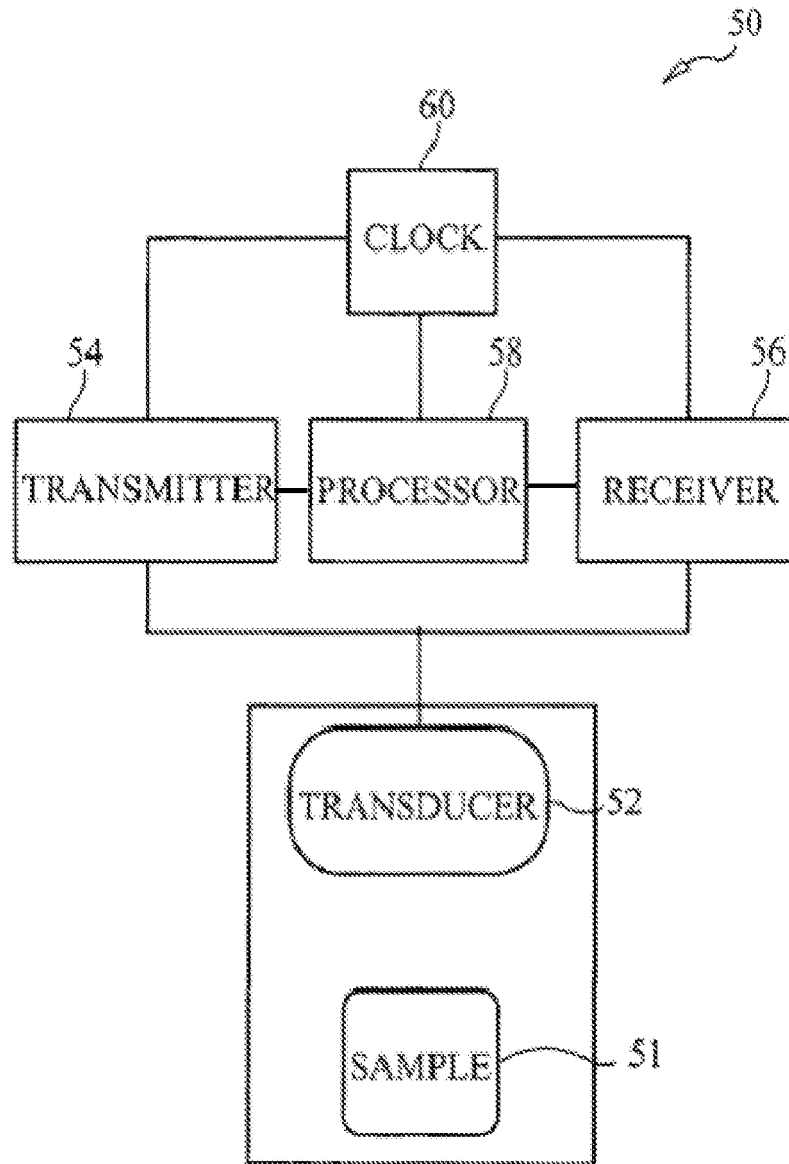 50
60
CLOCK
54
58
56
TRANSMITTER
PROCESSOR
RECEIVER
TRANSDUCER
52
SAMPLE
51